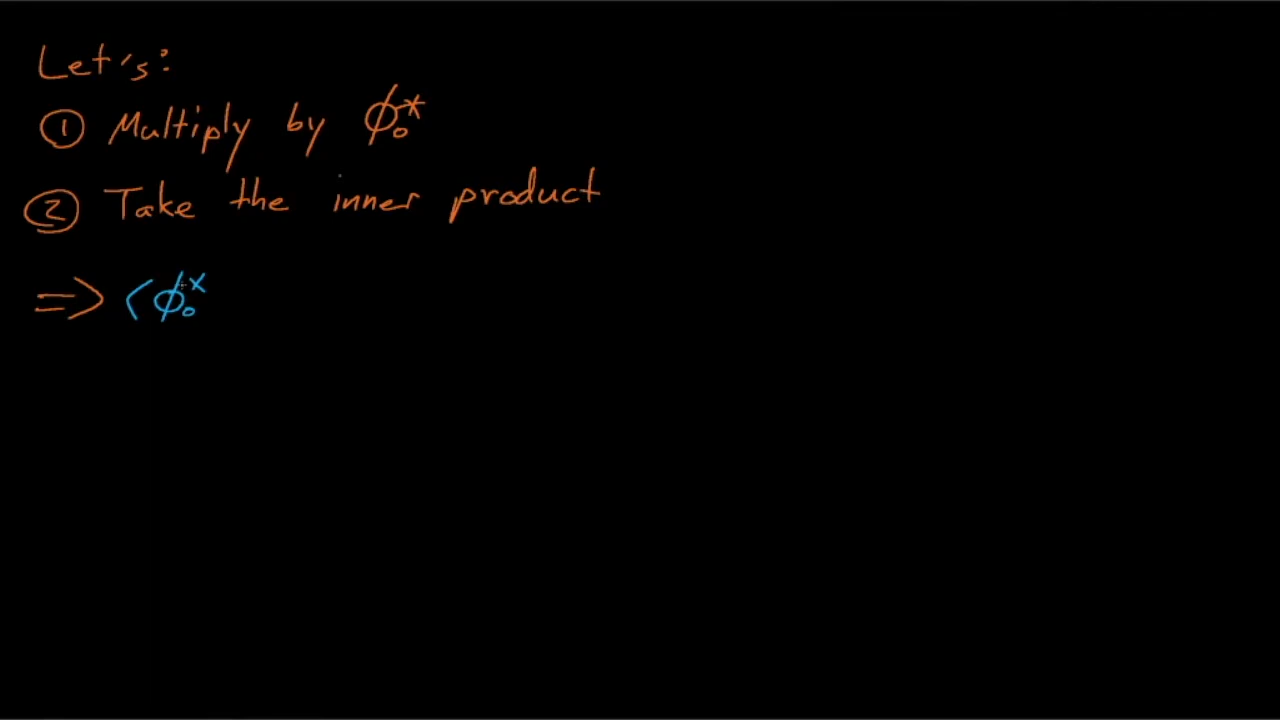 Let's:
① Multiply by ϕ₀*
② Take the inner product
=> <ϕ₀*